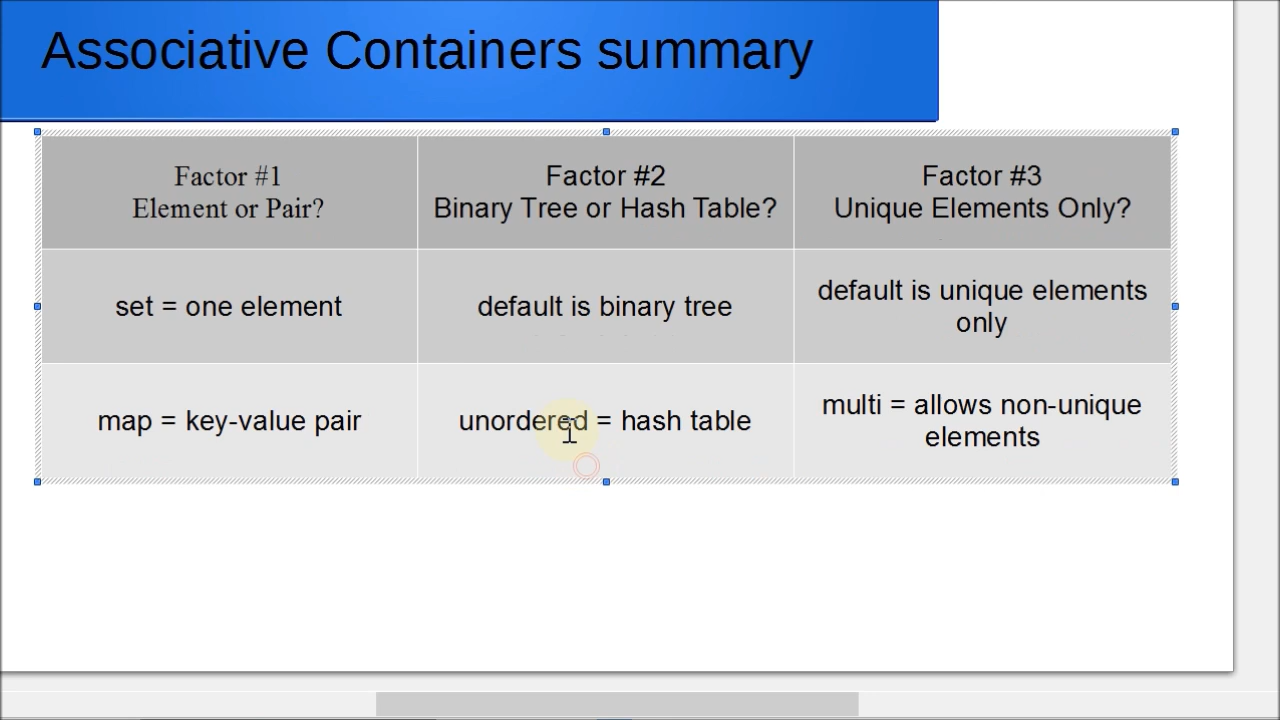 Associative Containers summary
Factor #1
Element or Pair?
Factor #2
Binary Tree or Hash Table?
Factor #3
Unique Elements Only?
set = one element
default is binary tree
default is unique elements
only
map = key-value pair
unordered = hash table
multi = allows non-unique
elements